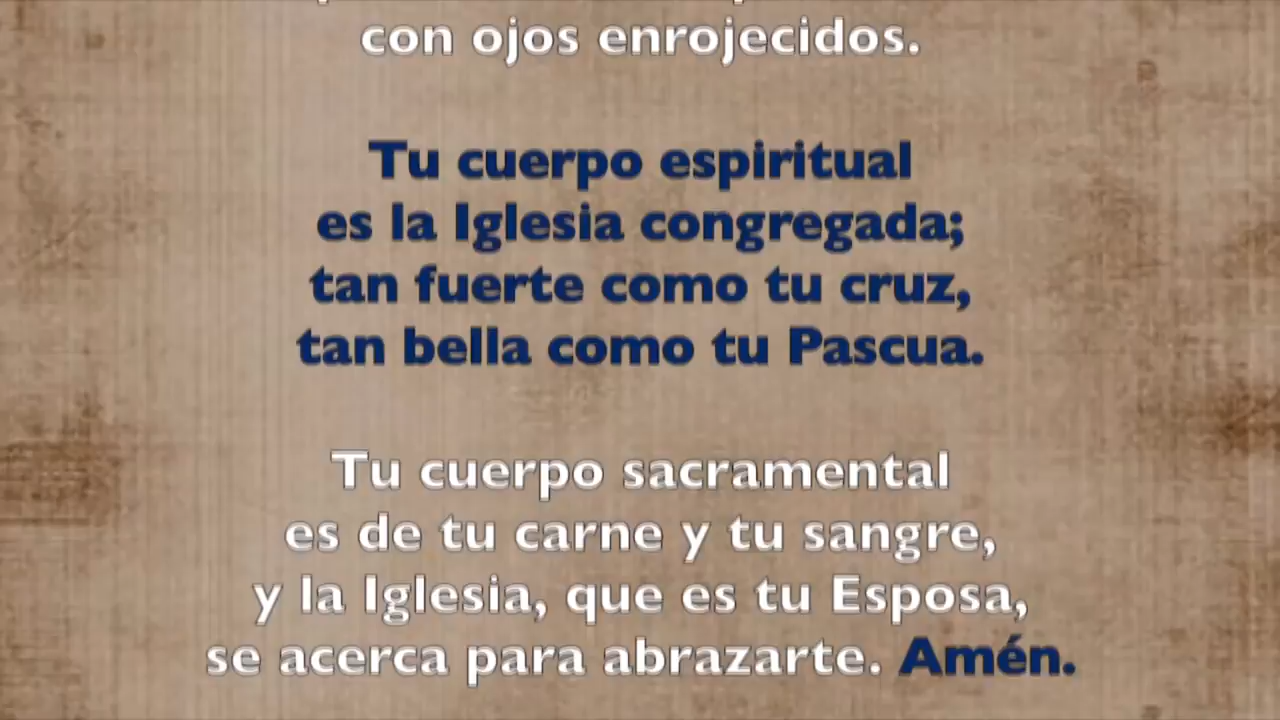 con ojos enrojecidos.
Tu cuerpo espiritual
es la Iglesia congregada;
tan fuerte como tu cruz,
tan bella como tu Pascua.
Tu cuerpo sacramental
es de tu carne y tu sangre,
y la Iglesia, que es tu Esposa,
se acerca para abrazarte. Amén.